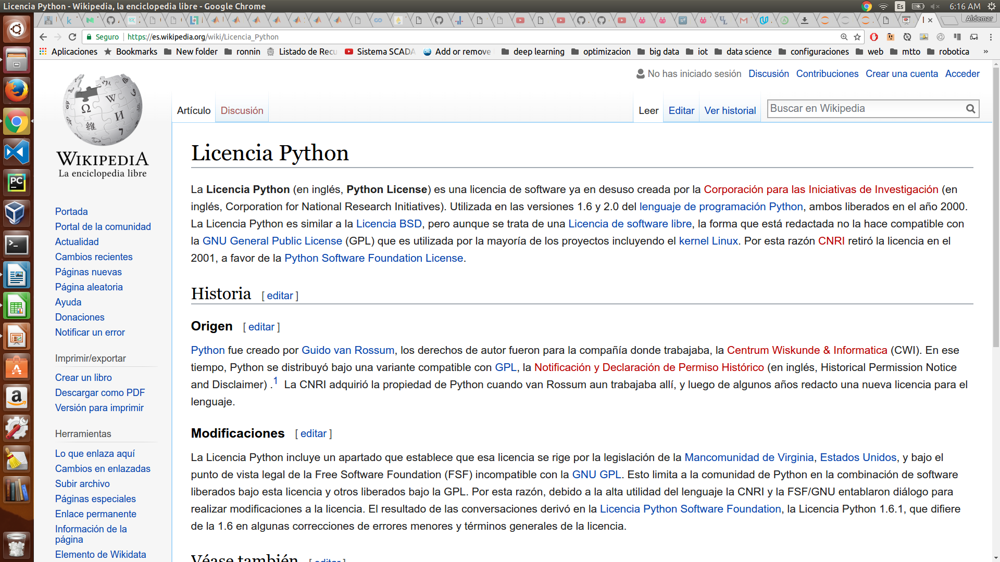 Licencia Python - Wikipedia, la enciclopedia libre - Google Chrome
Es
6:16 AM
Aldemar
Seguro
https://es.wikipedia.org/wiki/Licencia_Python
Aplicaciones
Bookmarks
New folder
ronnin
Listado de Recu
Sistema SCADA
Add or remove
deep learning
optimizacion
big data
iot
data science
configuraciones
web
mtto
robotica
»
WIKIPEDIA
La enciclopedia libre
No has iniciado sesión Discusión Contribuciones Crear una cuenta Acceder
Artículo Discusión Leer Editar Ver historial Buscar en Wikipedia
Portada
Portal de la comunidad
Actualidad
Cambios recientes
Páginas nuevas
Página aleatoria
Ayuda
Donaciones
Notificar un error
Imprimir/exportar
Crear un libro
Descargar como PDF
Versión para imprimir
Herramientas
Lo que enlaza aquí
Cambios en enlazadas
Subir archivo
Páginas especiales
Enlace permanente
Información de la
página
Elemento de Wikidata
Licencia Python
La Licencia Python (en inglés, Python License) es una licencia de software ya en desuso creada por la Corporación para las Iniciativas de Investigación (en
inglés, Corporation for National Research Initiatives). Utilizada en las versiones 1.6 y 2.0 del lenguaje de programación Python, ambos liberados en el año 2000.
La Licencia Python es similar a la Licencia BSD, pero aunque se trata de una Licencia de software libre, la forma que está redactada no la hace compatible con
la GNU General Public License (GPL) que es utilizada por la mayoría de los proyectos incluyendo el kernel Linux. Por esta razón CNRI retiró la licencia en el
2001, a favor de la Python Software Foundation License.
Historia [ editar ]
Origen [ editar ]
Python fue creado por Guido van Rossum, los derechos de autor fueron para la compañía donde trabajaba, la Centrum Wiskunde & Informatica (CWI). En ese
tiempo, Python se distribuyó bajo una variante compatible con GPL, la Notificación y Declaración de Permiso Histórico (en inglés, Historical Permission Notice
and Disclaimer) .1 La CNRI adquirió la propiedad de Python cuando van Rossum aun trabajaba allí, y luego de algunos años redacto una nueva licencia para el
lenguaje.
Modificaciones [ editar ]
La Licencia Python incluye un apartado que establece que esa licencia se rige por la legislación de la Mancomunidad de Virginia, Estados Unidos, y bajo el
punto de vista legal de la Free Software Foundation (FSF) incompatible con la GNU GPL. Esto limita a la comunidad de Python en la combinación de software
liberados bajo esta licencia y otros liberados bajo la GPL. Por esta razón, debido a la alta utilidad del lenguaje la CNRI y la FSF/GNU entablaron diálogo para
realizar modificaciones a la licencia. El resultado de las conversaciones derivó en la Licencia Python Software Foundation, la Licencia Python 1.6.1, que difiere
de la 1.6 en algunas correcciones de errores menores y términos generales de la licencia.
Véase también [ editar ]